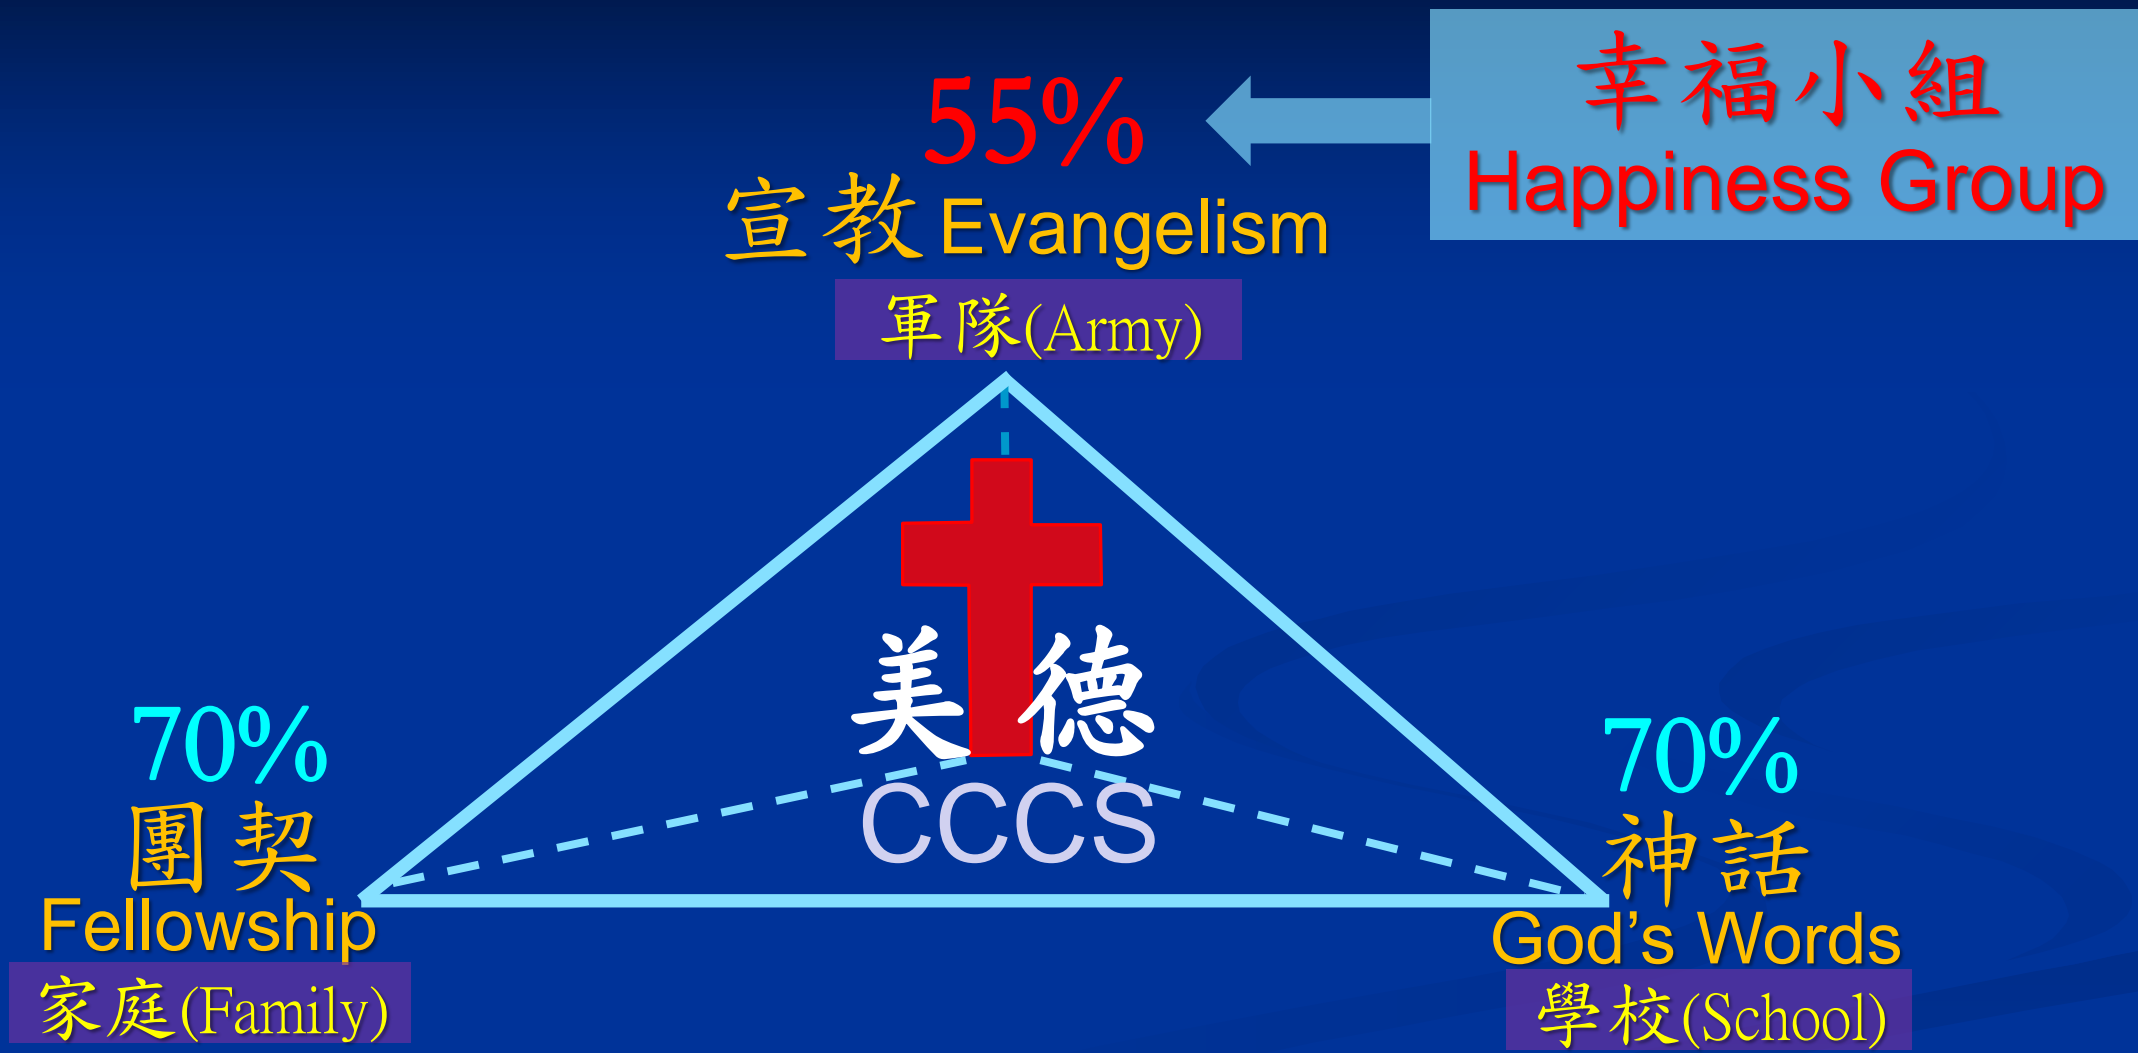 幸福小組
Happiness Group
55%
宣教 Evangelism
軍隊(Army)
美德
CCCS
70%
團契
Fellowship
家庭(Family)
70%
神話
God's Words
學校(School)